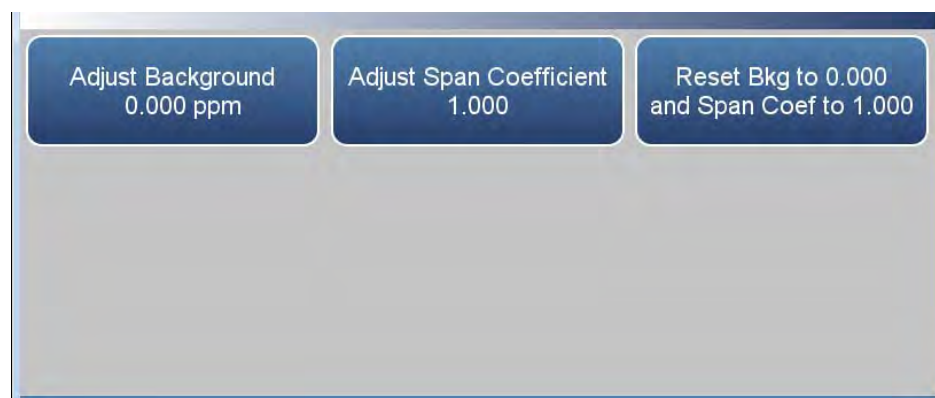 Adjust Background
0.000 ppm
Adjust Span Coefficient
1.000
Reset Bkg to 0.000
and Span Coef to 1.000